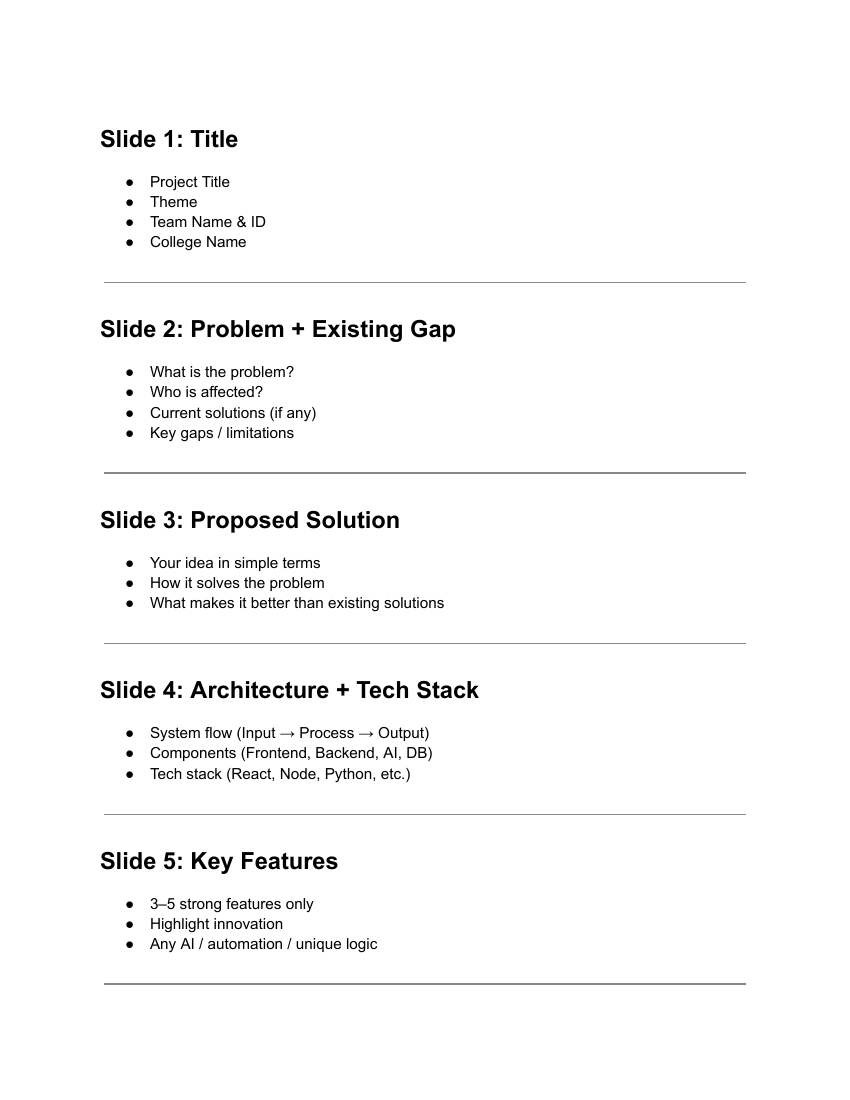 Slide 1: Title
● Project Title
● Theme
● Team Name & ID
● College Name
Slide 2: Problem + Existing Gap
● What is the problem?
● Who is affected?
● Current solutions (if any)
● Key gaps / limitations
Slide 3: Proposed Solution
● Your idea in simple terms
● How it solves the problem
● What makes it better than existing solutions
Slide 4: Architecture + Tech Stack
● System flow (Input → Process → Output)
● Components (Frontend, Backend, AI, DB)
● Tech stack (React, Node, Python, etc.)
Slide 5: Key Features
● 3–5 strong features only
● Highlight innovation
● Any AI / automation / unique logic